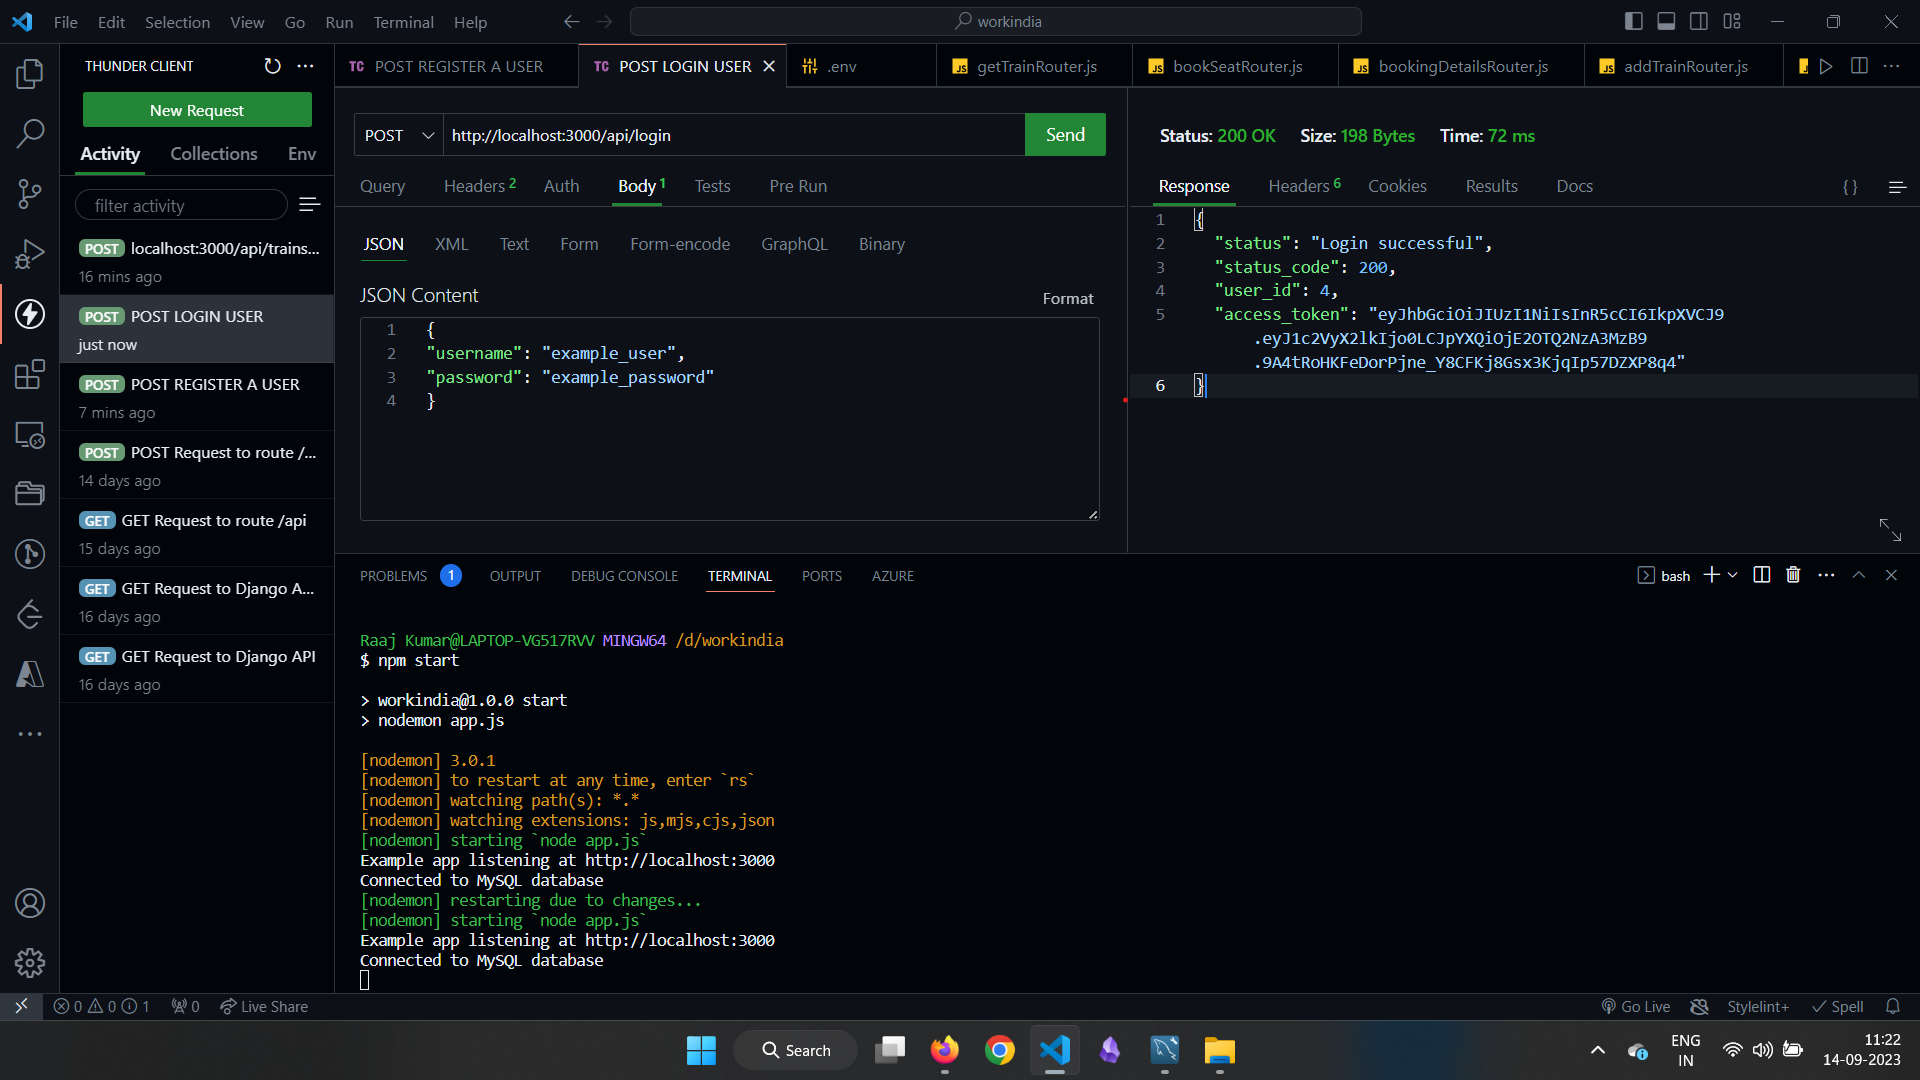 File Edit Selection View Go Run Terminal Help
workindia
THUNDER CLIENT
New Request
Activity Collections Env
filter activity
POST localhost:3000/api/trains...
16 mins ago
POST POST LOGIN USER
just now
POST POST REGISTER A USER
7 mins ago
POST POST Request to route /...
14 days ago
GET GET Request to route /api
15 days ago
GET GET Request to Django A...
16 days ago
GET GET Request to Django API
16 days ago
TC POST REGISTER A USER
TC POST LOGIN USER
.env
JS getTrainRouter.js
JS bookSeatRouter.js
JS bookingDetailsRouter.js
JS addTrainRouter.js
POST http://localhost:3000/api/login Send
Query Headers 2 Auth Body 1 Tests Pre Run
JSON XML Text Form Form-encode GraphQL Binary
JSON Content
Format
1 {
2 "username": "example_user",
3 "password": "example_password"
4 }
Status: 200 OK Size: 198 Bytes Time: 72 ms
Response Headers 6 Cookies Results Docs {}
1 {
2 "status": "Login successful",
3 "status_code": 200,
4 "user_id": 4,
5 "access_token": "eyJhbGciOiJIUzI1NiIsInR5cCI6IkpXVCJ9
.eyJ1c2VyX2lkIjo0LCJpYXQiOjE2OTQ2NzA3MzB9
.9A4tRoHKFeDorPjne_Y8CFKj8Gsx3KjqIp57DZXP8q4"
6 }
PROBLEMS 1 OUTPUT DEBUG CONSOLE TERMINAL PORTS AZURE
bash
Raaj Kumar@LAPTOP-VG517RVV MINGW64 /d/workindia
$ npm start
> workindia@1.0.0 start
> nodemon app.js
[nodemon] 3.0.1
[nodemon] to restart at any time, enter `rs`
[nodemon] watching path(s): *.*
[nodemon] watching extensions: js,mjs,cjs,json
[nodemon] starting `node app.js`
Example app listening at http://localhost:3000
Connected to MySQL database
[nodemon] restarting due to changes...
[nodemon] starting `node app.js`
Example app listening at http://localhost:3000
Connected to MySQL database
0 0 1 0 Live Share
Go Live Stylelint+ Spell
Search
ENG
IN
11:22
14-09-2023